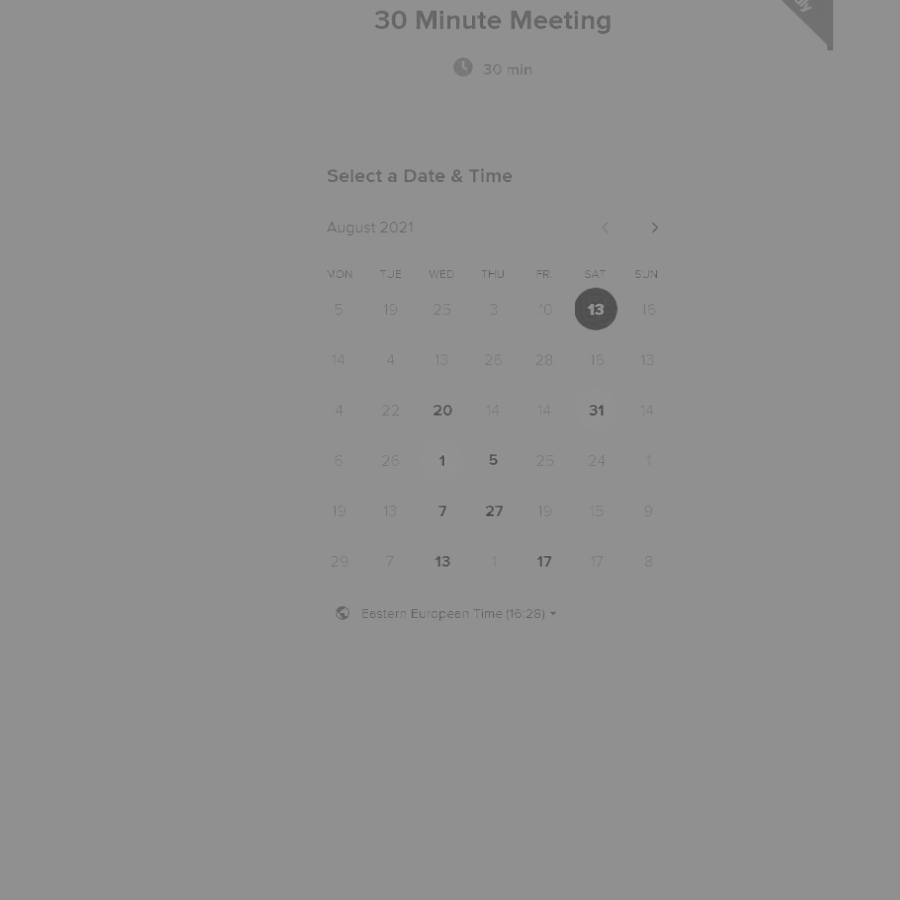 30 Minute Meeting
30 min
Select a Date & Time
August 2021
MON TUE WED THU FRI SAT SUN
5 19 25 3 10 13 16
14 4 13 26 28 16 13
4 22 20 14 14 31 14
6 26 1 5 25 24 1
19 13 7 27 19 15 9
29 7 13 1 17 17 8
Eastern European Time (16:28)